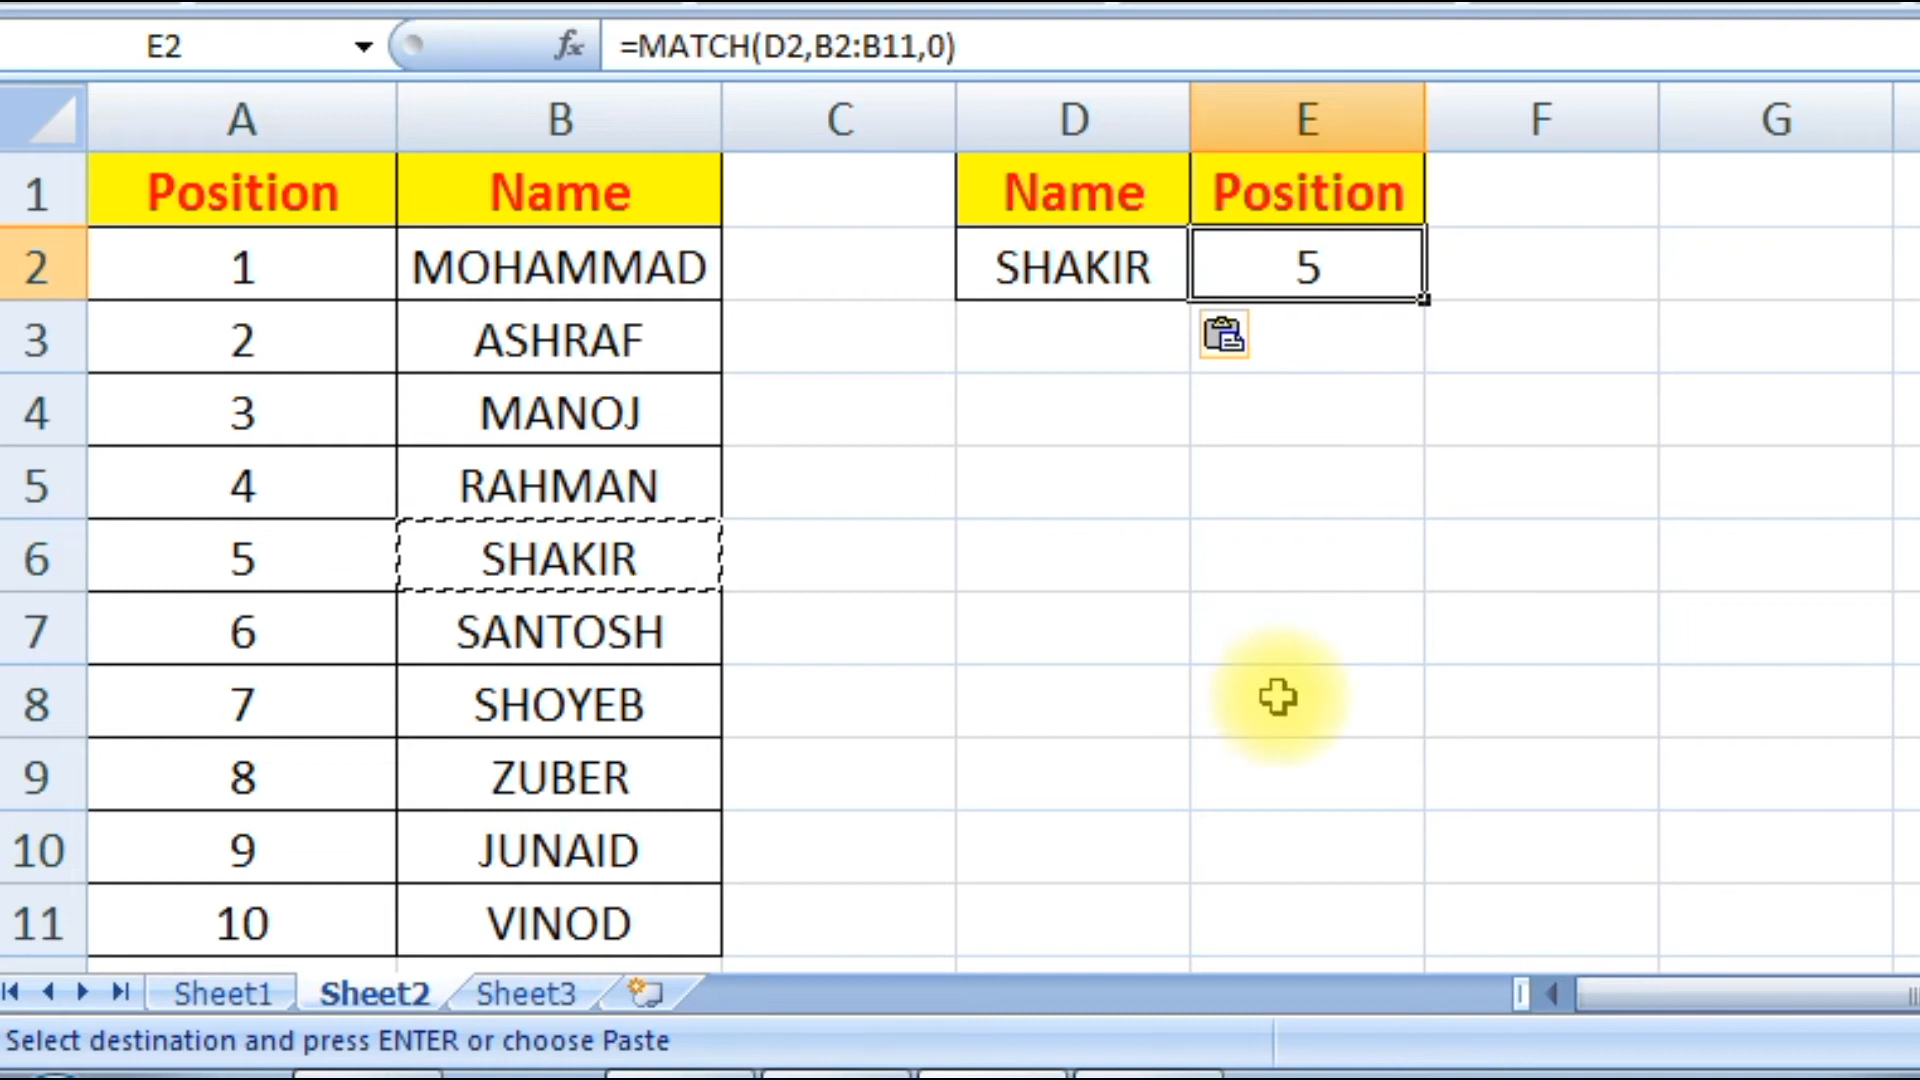 E2 fx =MATCH(D2,B2:B11,0)
A B C D E F G
1 Position Name Name Position
2 1 MOHAMMAD SHAKIR 5
3 2 ASHRAF
4 3 MANOJ
5 4 RAHMAN
6 5 SHAKIR
7 6 SANTOSH
8 7 SHOYEB
9 8 ZUBER
10 9 JUNAID
11 10 VINOD
Sheet1 Sheet2 Sheet3
Select destination and press ENTER or choose Paste